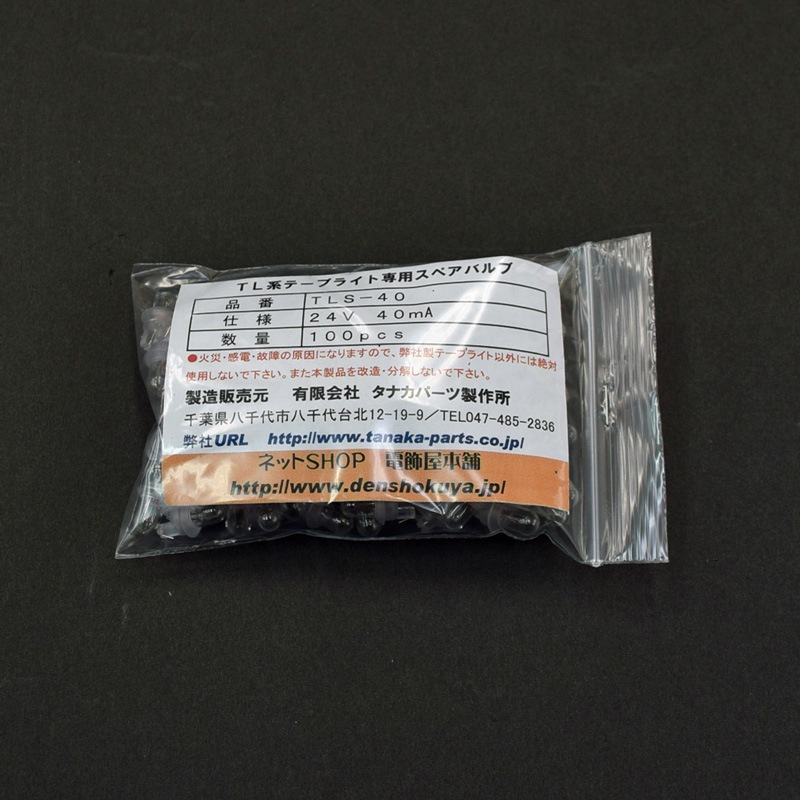 TL系テープライト専用スペアバルブ
品番 TLS-40
仕様 24V 40mA
数量 100pcs
●火災・感電・故障の原因になりますので、弊社製テープライト以外には絶対
使用しないで下さい。また本製品を改造・分解しないで下さい。
製造販売元 有限会社 タナカパーツ製作所
千葉県八千代市八千代台北12-19-9/TEL047-485-2836
弊社URL http://www.tanaka-parts.co.jp/
ネットSHOP 電飾屋本舗
http://www.denshokuya.jp/